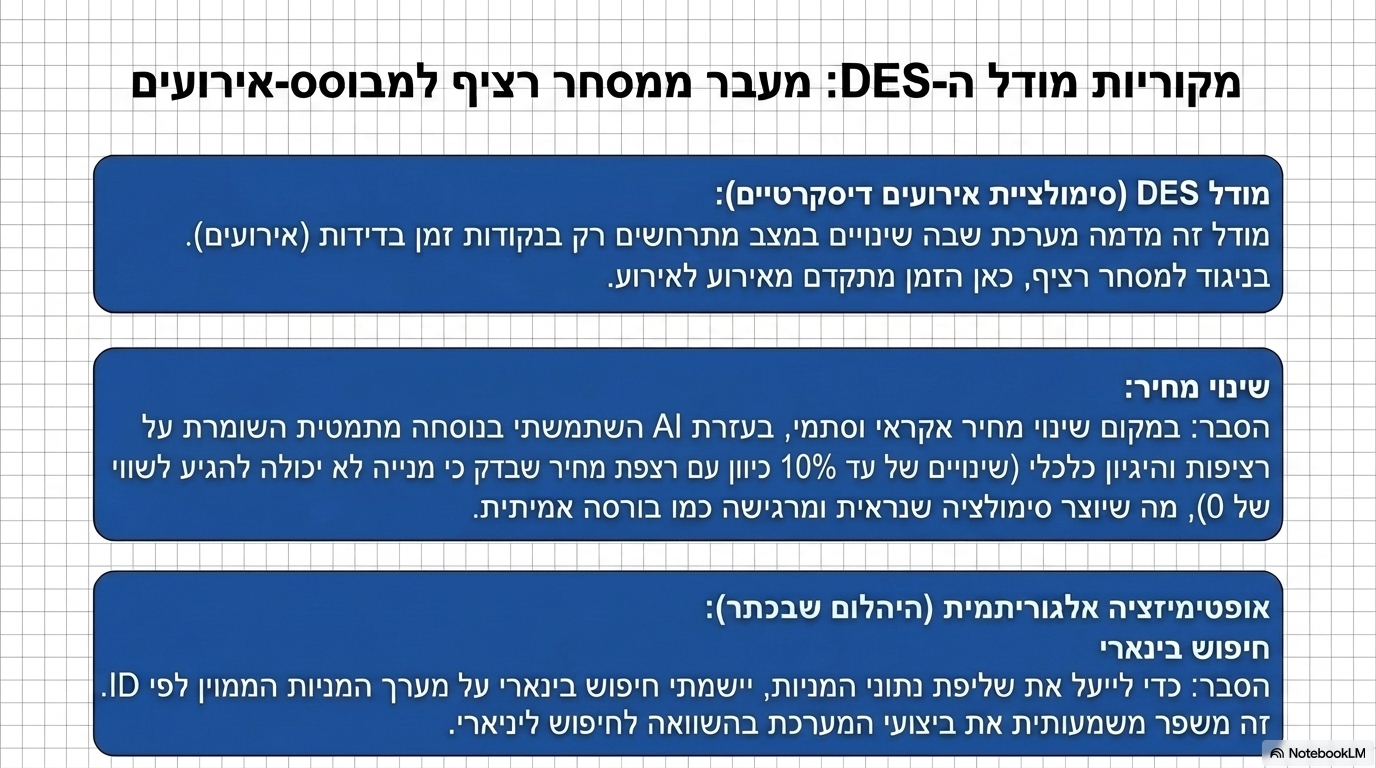 מקוריות מודל ה-DES: מעבר ממסחר רציף למבוסס-אירועים
מודל DES (סימולציית אירועים דיסקרטיים):
מודל זה מדמה מערכת שבה שינויים במצב מתרחשים רק בנקודות זמן בדידות (אירועים).
בניגוד למסחר רציף, כאן הזמן מתקדם מאירוע לאירוע.
שינוי מחיר:
הסבר: במקום שינוי מחיר אקראי וסתמי, בעזרת AI השתמשתי בנוסחה מתמטית השומרת על
רציפות והיגיון כלכלי (שינויים של עד 10% כיוון עם רצפת מחיר שבדק כי מנייה לא יכולה להגיע לשווי
של 0), מה שיוצר סימולציה שנראית ומרגישה כמו בורסה אמיתית.
אופטימיזציה אלגוריתמית (היהלום שבכתר):
חיפוש בינארי
הסבר: כדי לייעל את שליפת נתוני המניות, יישמתי חיפוש בינארי על מערך המניות הממוין לפי ID.
זה משפר משמעותית את ביצועי המערכת בהשוואה לחיפוש ליניארי.
NotebookLM